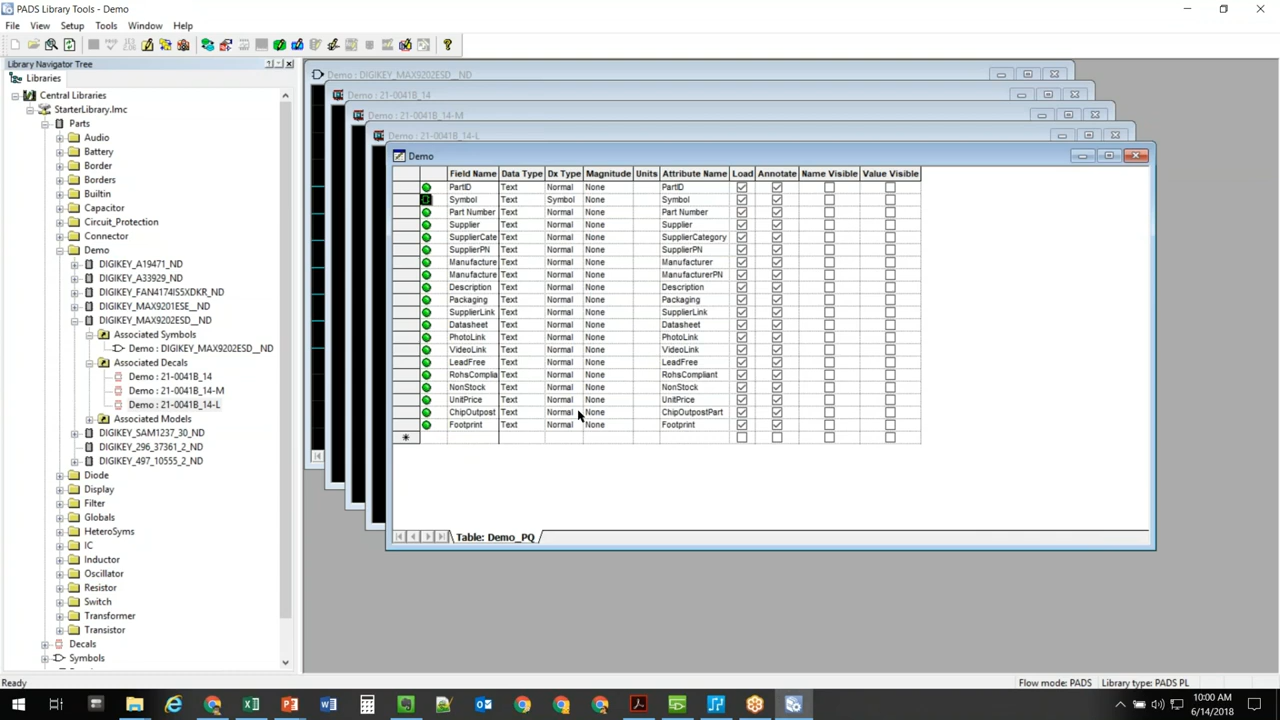 PADS Library Tools - Demo
File View Setup Tools Window Help
Library Navigator Tree
Libraries
Central Libraries
StarterLibrary.lmc
Parts
Audio
Battery
Border
Borders
Builtin
Capacitor
Circuit_Protection
Connector
Demo
DIGIKEY_A19471_ND
DIGIKEY_A33929_ND
DIGIKEY_FAN4174IS5XDKR_ND
DIGIKEY_MAX9201ESE__ND
DIGIKEY_MAX9202ESD__ND
Associated Symbols
Demo : DIGIKEY_MAX9202ESD__ND
Associated Decals
Demo : 21-0041B_14
Demo : 21-0041B_14-M
Demo : 21-0041B_14-L
Associated Models
DIGIKEY_SAM1237_30_ND
DIGIKEY_296_37361_2_ND
DIGIKEY_497_10555_2_ND
Diode
Display
Filter
Globals
HeteroSyms
IC
Inductor
Oscillator
Resistor
Switch
Transformer
Transistor
Decals
Symbols
Demo : DIGIKEY_MAX9202ESD__ND
Demo : 21-0041B_14
Demo : 21-0041B_14-M
Demo : 21-0041B_14-L
Demo
Field Name Data Type Dx Type Magnitude Units Attribute Name Load Annotate Name Visible Value Visible
PartID Text Normal None PartID
Symbol Text Symbol None Symbol
Part Number Text Normal None Part Number
Supplier Text Normal None Supplier
SupplierCate Text Normal None SupplierCategory
SupplierPN Text Normal None SupplierPN
Manufacture Text Normal None Manufacturer
Manufacture Text Normal None ManufacturerPN
Description Text Normal None Description
Packaging Text Normal None Packaging
SupplierLink Text Normal None SupplierLink
Datasheet Text Normal None Datasheet
PhotoLink Text Normal None PhotoLink
VideoLink Text Normal None VideoLink
LeadFree Text Normal None LeadFree
RohsComplia Text Normal None RohsCompliant
NonStock Text Normal None NonStock
UnitPrice Text Normal None UnitPrice
ChipOutpost Text Normal None ChipOutpostPart
Footprint Text Normal None Footprint
Table: Demo_PQ
Ready
Flow mode: PADS Library type: PADS PL
10:00 AM
6/14/2018